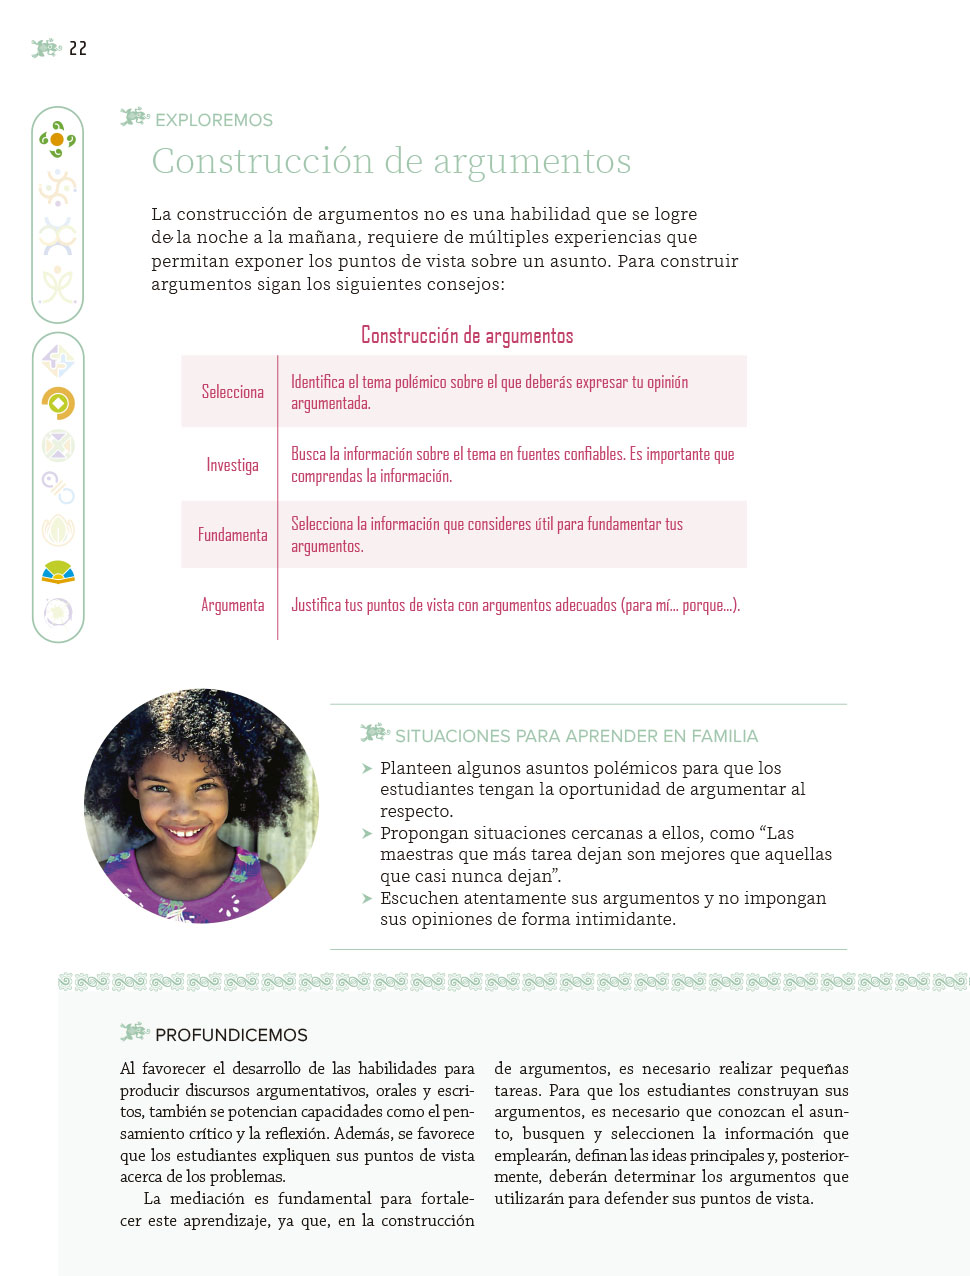 22
EXPLOREMOS
Construcción de argumentos
La construcción de argumentos no es una habilidad que se logre
de la noche a la mañana, requiere de múltiples experiencias que
permitan exponer los puntos de vista sobre un asunto. Para construir
argumentos sigan los siguientes consejos:
Construcción de argumentos
Selecciona
Identifica el tema polémico sobre el que deberás expresar tu opinión
argumentada.
Investiga
Busca la información sobre el tema en fuentes confiables. Es importante que
comprendas la información.
Fundamenta
Selecciona la información que consideres útil para fundamentar tus
argumentos.
Argumenta
Justifica tus puntos de vista con argumentos adecuados (para mí... porque...).
SITUACIONES PARA APRENDER EN FAMILIA
➤ Planteen algunos asuntos polémicos para que los
estudiantes tengan la oportunidad de argumentar al
respecto.
➤ Propongan situaciones cercanas a ellos, como “Las
maestras que más tarea dejan son mejores que aquellas
que casi nunca dejan”.
➤ Escuchen atentamente sus argumentos y no impongan
sus opiniones de forma intimidante.
PROFUNDICEMOS
Al favorecer el desarrollo de las habilidades para
producir discursos argumentativos, orales y escri-
tos, también se potencian capacidades como el pen-
samiento crítico y la reflexión. Además, se favorece
que los estudiantes expliquen sus puntos de vista
acerca de los problemas.
La mediación es fundamental para fortale-
cer este aprendizaje, ya que, en la construcción
de argumentos, es necesario realizar pequeñas
tareas. Para que los estudiantes construyan sus
argumentos, es necesario que conozcan el asun-
to, busquen y seleccionen la información que
emplearán, definan las ideas principales y, posterior-
mente, deberán determinar los argumentos que
utilizarán para defender sus puntos de vista.